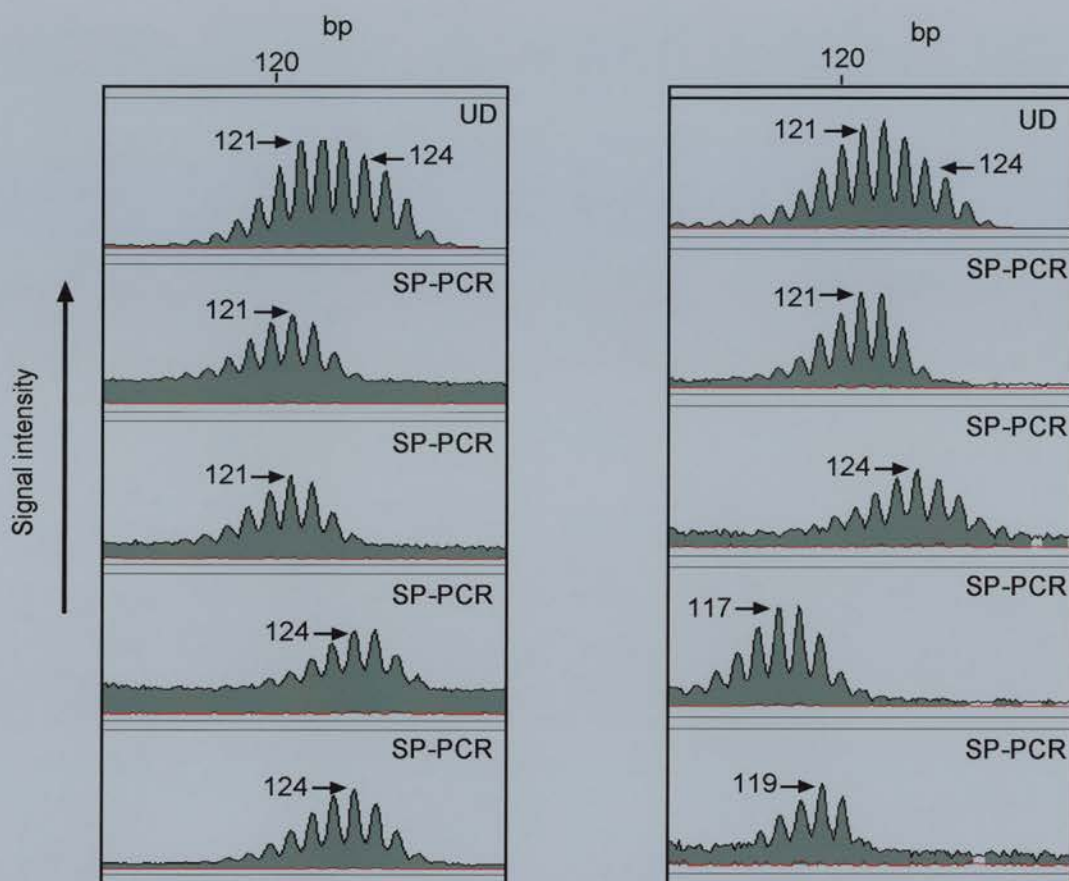 bp
120
UD
121
124
SP-PCR
121
SP-PCR
121
SP-PCR
124
SP-PCR
124
Signal intensity
bp
120
UD
121
124
SP-PCR
121
SP-PCR
124
SP-PCR
117
SP-PCR
119